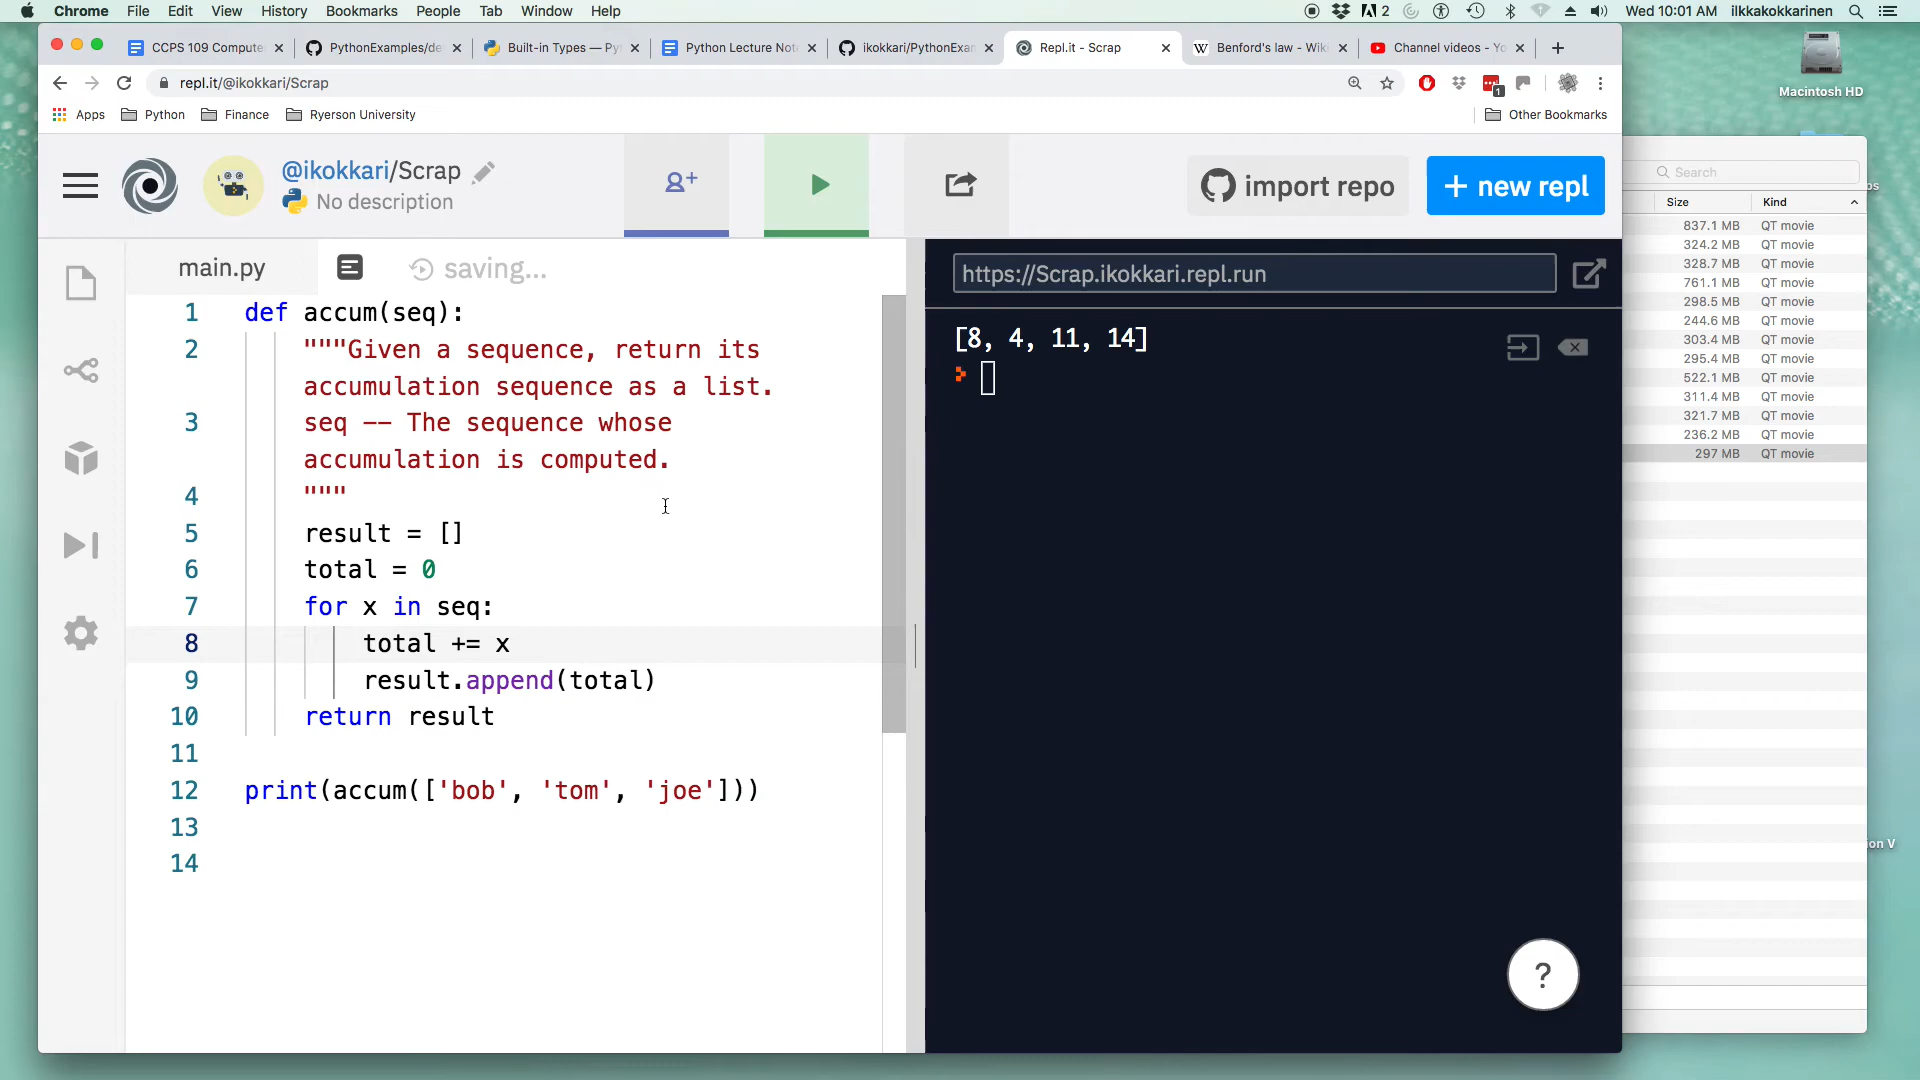 Chrome File Edit View History Bookmarks People Tab Window Help 2 Wed 10:01 AM ilkkakokkarinen
CCPS 109 Compute PythonExamples/de Built-in Types — Py Python Lecture Not ikokkari/PythonExar Repl.it - Scrap Benford's law - Wik Channel videos - Yo
repl.it/@ikokkari/Scrap
Apps Python Finance Ryerson University Other Bookmarks
Macintosh HD
@ikokkari/Scrap
No description
import repo
+ new repl
Search
Size Kind
837.1 MB QT movie
324.2 MB QT movie
328.7 MB QT movie
761.1 MB QT movie
298.5 MB QT movie
244.6 MB QT movie
303.4 MB QT movie
295.4 MB QT movie
522.1 MB QT movie
311.4 MB QT movie
321.7 MB QT movie
236.2 MB QT movie
297 MB QT movie
main.py saving...
1 def accum(seq):
2 """Given a sequence, return its
accumulation sequence as a list.
3 seq -- The sequence whose
accumulation is computed.
4 """
5 result = []
6 total = 0
7 for x in seq:
8 total += x
9 result.append(total)
10 return result
11
12 print(accum(['bob', 'tom', 'joe']))
13
14
https://Scrap.ikokkari.repl.run
[8, 4, 11, 14]
?
ion V